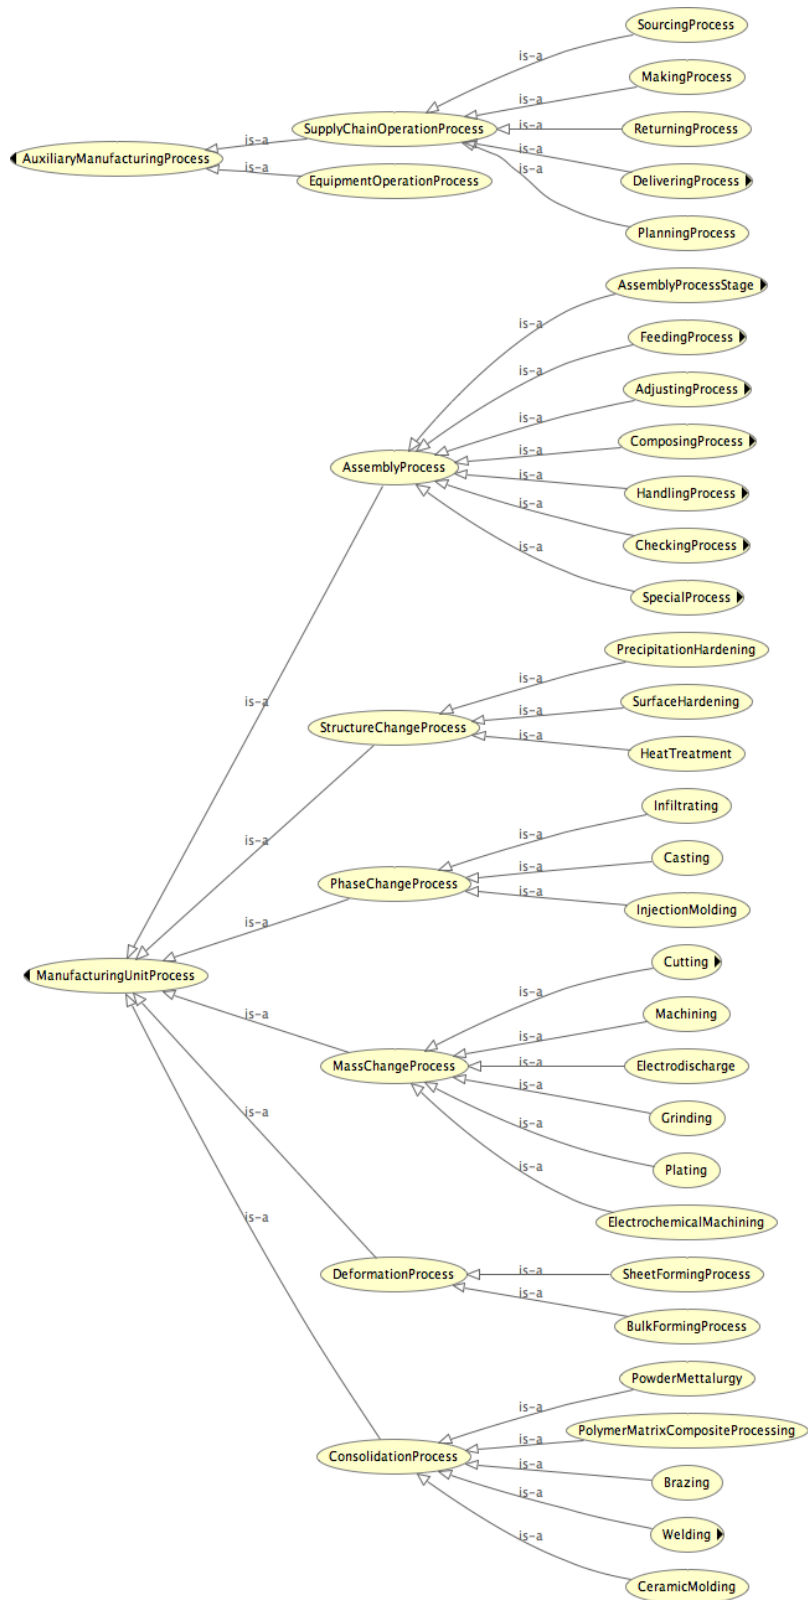 SourcingProcess
is-a
MakingProcess
is-a
SupplyChainOperationProcess
is-a
ReturningProcess
is-a
AuxiliaryManufacturingProcess
is-a
EquipmentOperationProcess
is-a
DeliveringProcess
is-a
PlanningProcess
AssemblyProcessStage
is-a
FeedingProcess
is-a
AdjustingProcess
is-a
ComposingProcess
is-a
AssemblyProcess
HandlingProcess
is-a
CheckingProcess
is-a
is-a
SpecialProcess
PrecipitationHardening
is-a
is-a
SurfaceHardening
is-a
StructureChangeProcess
is-a
HeatTreatment
Infiltrating
is-a
is-a
Casting
is-a
PhaseChangeProcess
is-a
InjectionMolding
is-a
Cutting
ManufacturingUnitProcess
is-a
is-a
Machining
is-a
MassChangeProcess
is-a
Electrodischarge
is-a
Grinding
is-a
is-a
Plating
is-a
ElectrochemicalMachining
is-a
DeformationProcess
is-a
SheetFormingProcess
is-a
BulkFormingProcess
PowderMettalurgy
is-a
PolymerMatrixCompositeProcessing
is-a
ConsolidationProcess
is-a
Brazing
is-a
Welding
is-a
CeramicMolding